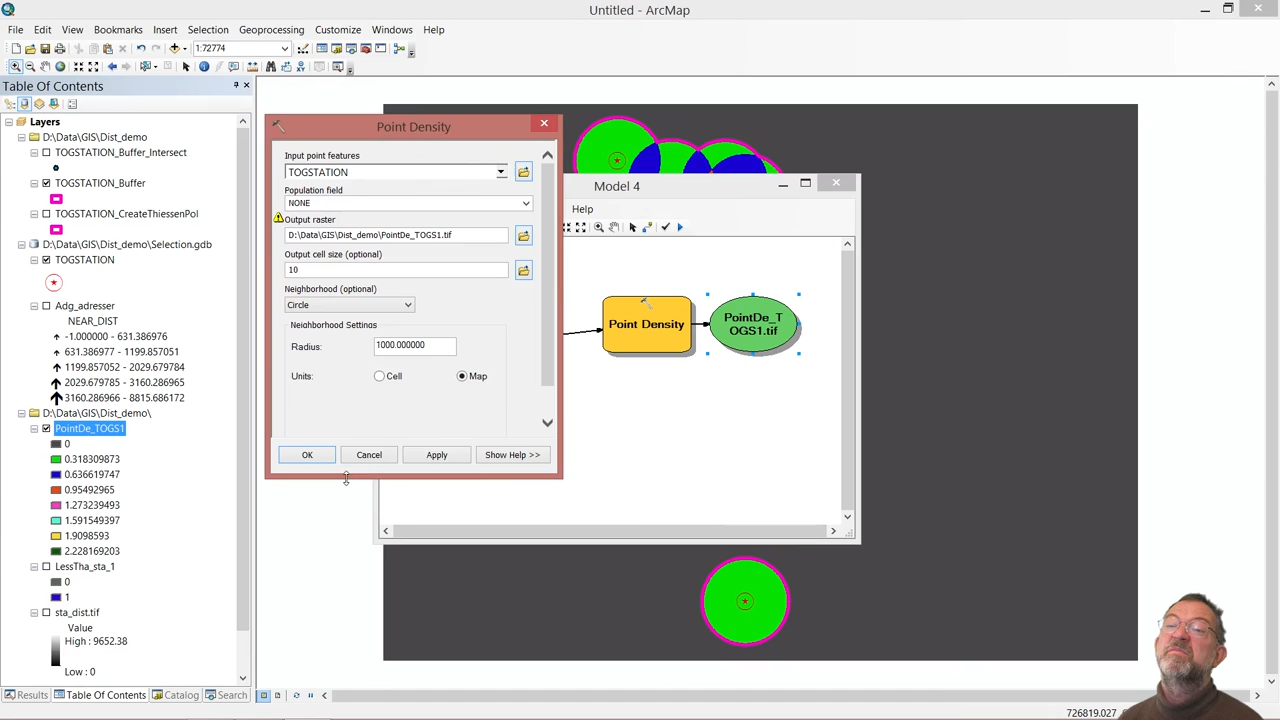 Untitled - ArcMap
File Edit View Bookmarks Insert Selection Geoprocessing Customize Windows Help
1:72774
Table Of Contents
Layers
D:\Data\GIS\Dist_demo
TOGSTATION_Buffer_Intersect
TOGSTATION_Buffer
TOGSTATION_CreateThiessenPol
D:\Data\GIS\Dist_demo\Selection.gdb
TOGSTATION
Adg_adresser
NEAR_DIST
-1.000000 - 631.386976
631.386977 - 1199.857051
1199.857052 - 2029.679784
2029.679785 - 3160.286965
3160.286966 - 8815.686172
D:\Data\GIS\Dist_demo\
PointDe_TOGS1
0
0.318309873
0.636619747
0.95492965
1.273239493
1.591549397
1.9098593
2.228169203
LessTha_sta_1
0
1
sta_dist.tif
Value
High : 9652.38
Low : 0
Results Table Of Contents Catalog Search
Point Density
Input point features
TOGSTATION
Population field
NONE
Output raster
D:\Data\GIS\Dist_demo\PointDe_TOGS1.tif
Output cell size (optional)
10
Neighborhood (optional)
Circle
Neighborhood Settings
Radius: 1000.000000
Units: Cell Map
OK Cancel Apply Show Help >>
Model 4
Help
Point Density
PointDe_T
OGS1.tif
726819.027